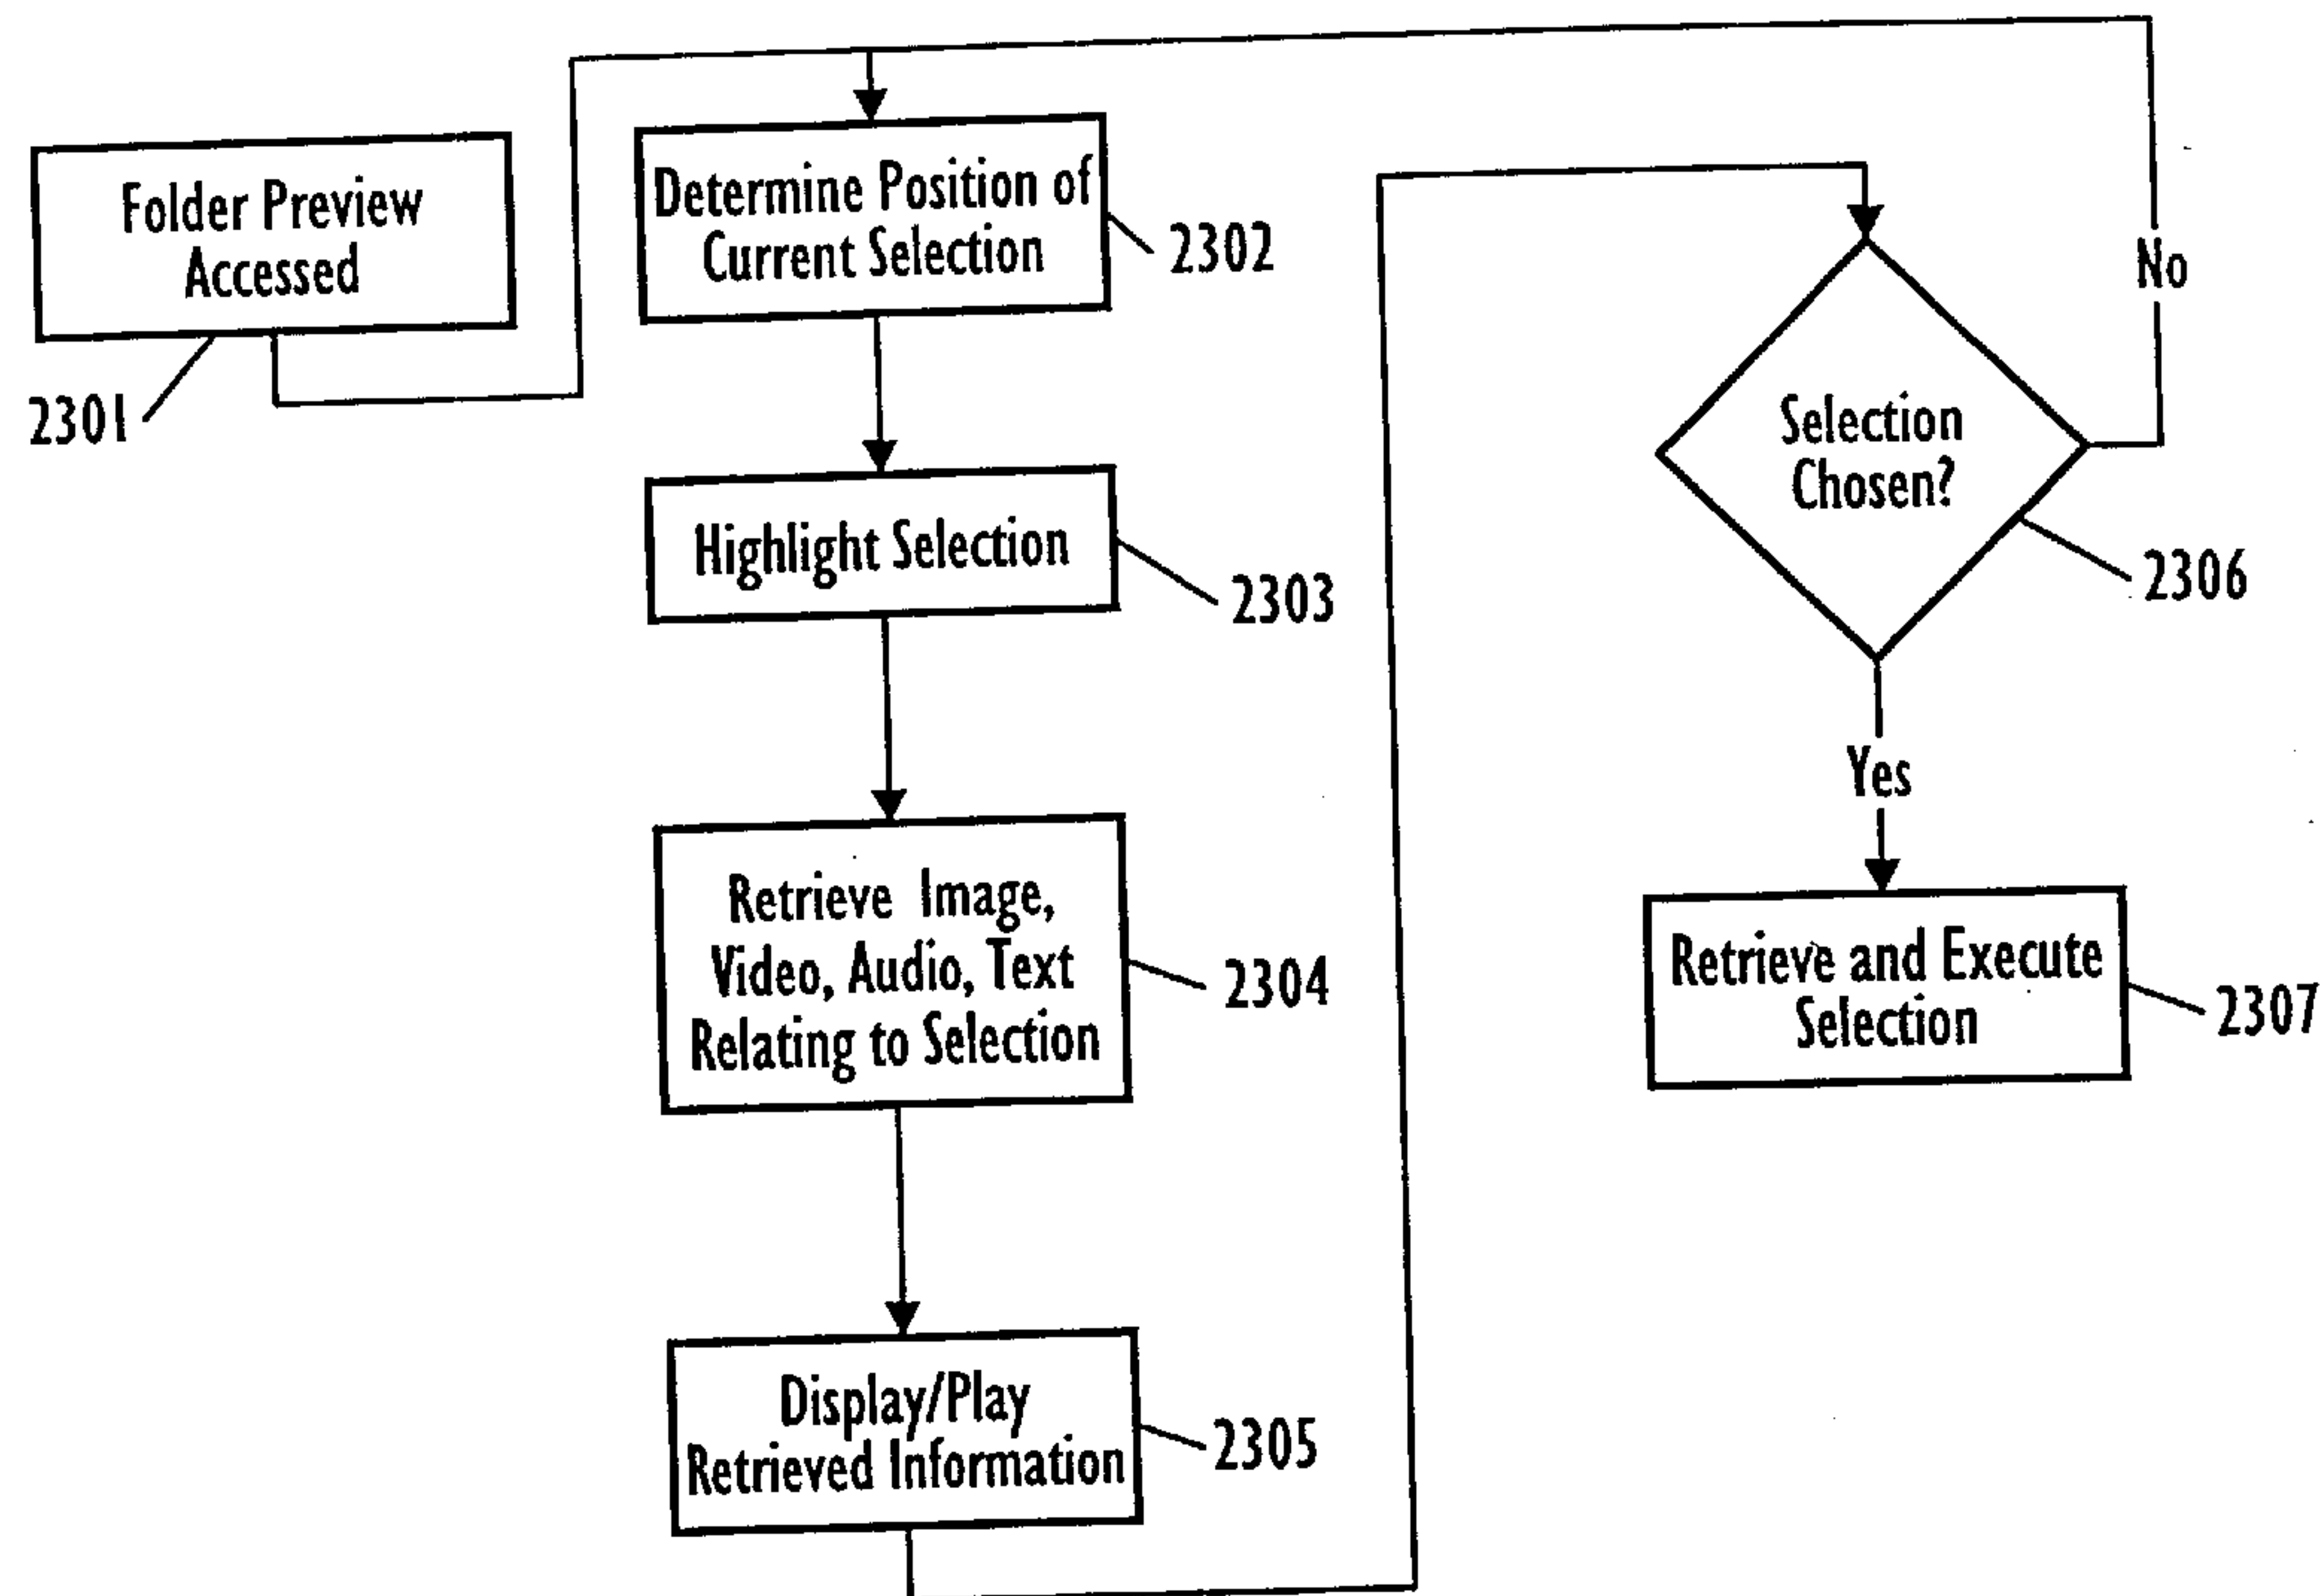 Folder Preview
Accessed
2301
Determine Position of
Current Selection
2302
Highlight Selection
2303
Retrieve Image,
Video, Audio, Text
Relating to Selection
2304
Display/Play
Retrieved Information
2305
Selection
Chosen?
2306
No
Yes
Retrieve and Execute
Selection
2307